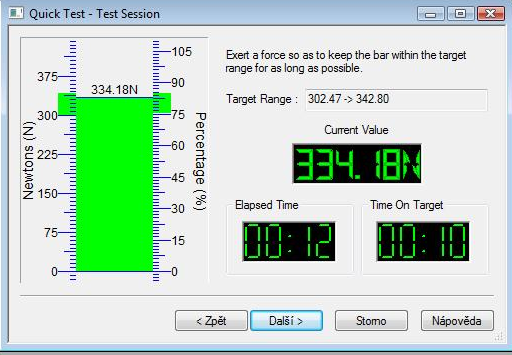 Quick Test - Test Session
Exert a force so as to keep the bar within the target
range for as long as possible.
Target Range : 302.47 -> 342.80
Current Value
334.18N
Elapsed Time
00:12
Time On Target
00:10
334.18N
Newtons (N)
375
300
225
150
75
0
Percentage (%)
105
90
75
60
45
30
15
0
< Zpět
Další >
Storno
Nápověda